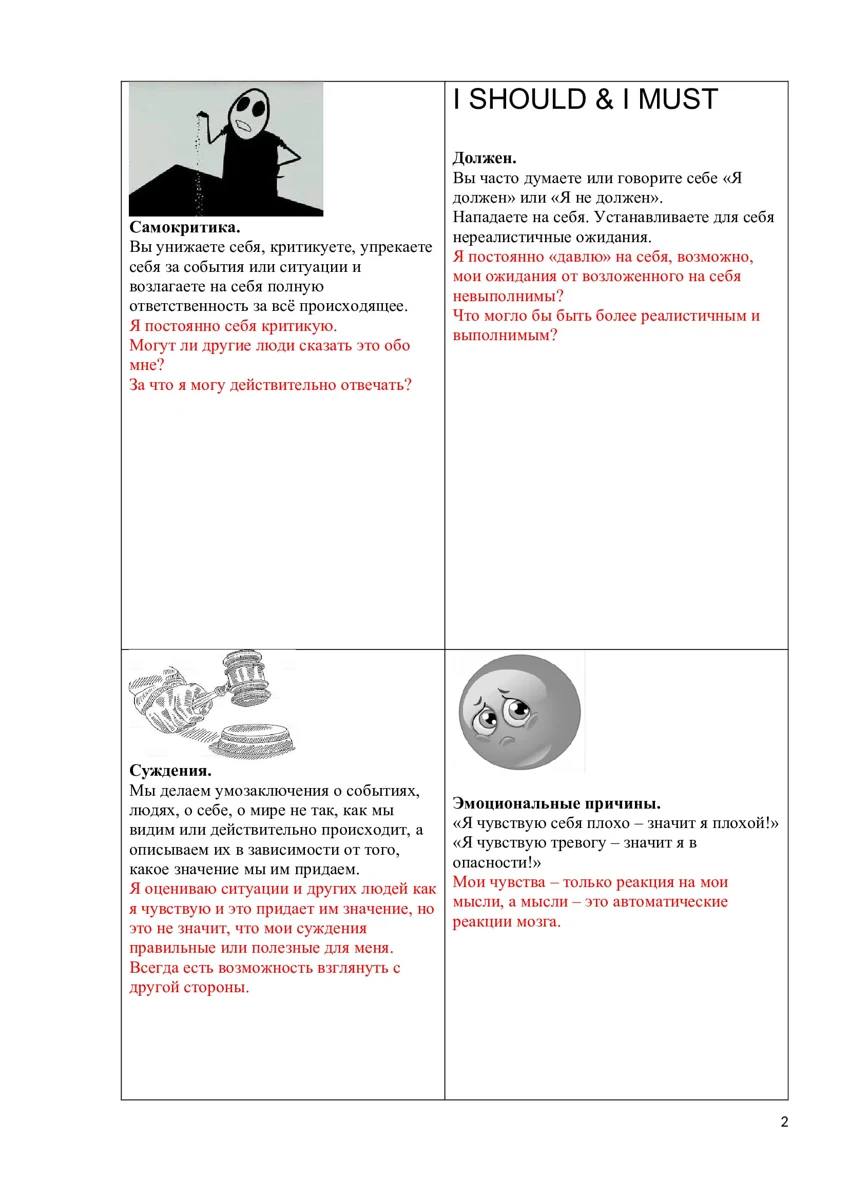 Самокритика.
Вы унижаете себя, критикуете, упрекаете
себя за события или ситуации и
возлагаете на себя полную
ответственность за всё происходящее.
Я постоянно себя критикую.
Могут ли другие люди сказать это обо
мне?
За что я могу действительно отвечать?
I SHOULD & I MUST
Должен.
Вы часто думаете или говорите себе «Я
должен» или «Я не должен».
Нападаете на себя. Устанавливаете для себя
нереалистичные ожидания.
Я постоянно «давлю» на себя, возможно,
мои ожидания от возложенного на себя
невыполнимы?
Что могло бы быть более реалистичным и
выполнимым?
Суждения.
Мы делаем умозаключения о событиях,
людях, о себе, о мире не так, как мы
видим или действительно происходит, а
описываем их в зависимости от того,
какое значение мы им придаем.
Я оцениваю ситуации и других людей как
я чувствую и это придает им значение, но
это не значит, что мои суждения
правильные или полезные для меня.
Всегда есть возможность взглянуть с
другой стороны.
Эмоциональные причины.
«Я чувствую себя плохо – значит я плохой!»
«Я чувствую тревогу – значит я в
опасности!»
Мои чувства – только реакция на мои
мысли, а мысли – это автоматические
реакции мозга.
2